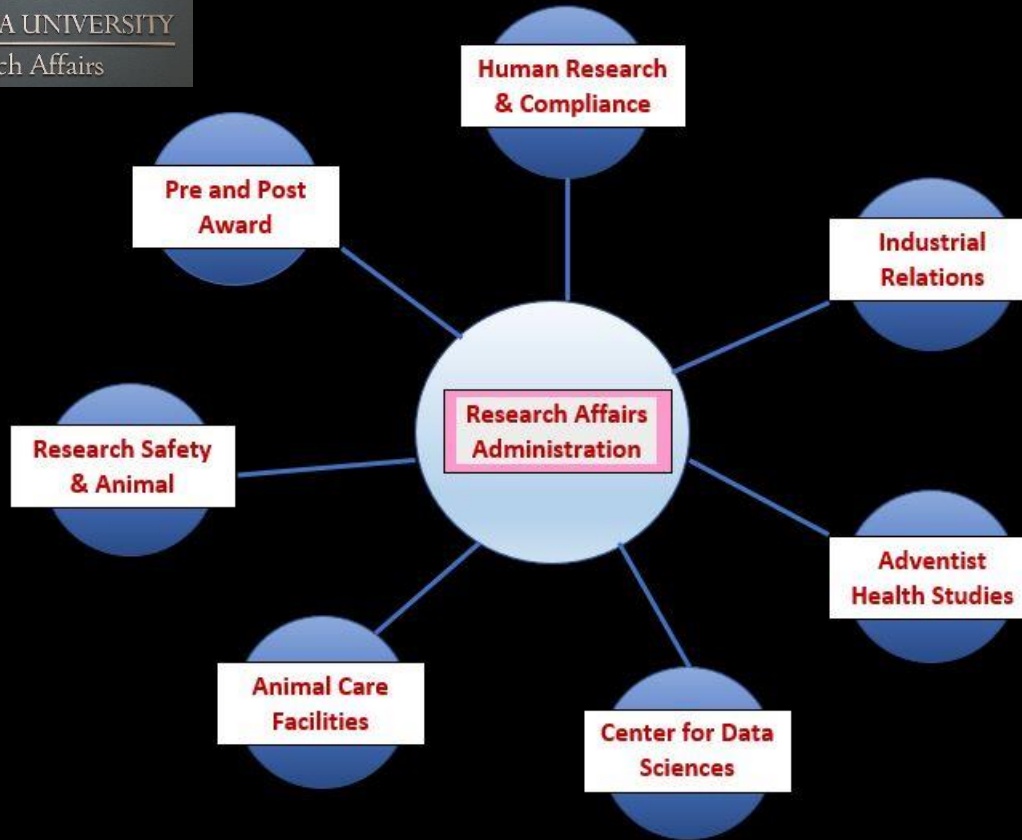 A UNIVERSITY
ch Affairs
Human Research
& Compliance
Pre and Post
Award
Industrial
Relations
Research Affairs
Administration
Research Safety
& Animal
Adventist
Health Studies
Animal Care
Facilities
Center for Data
Sciences